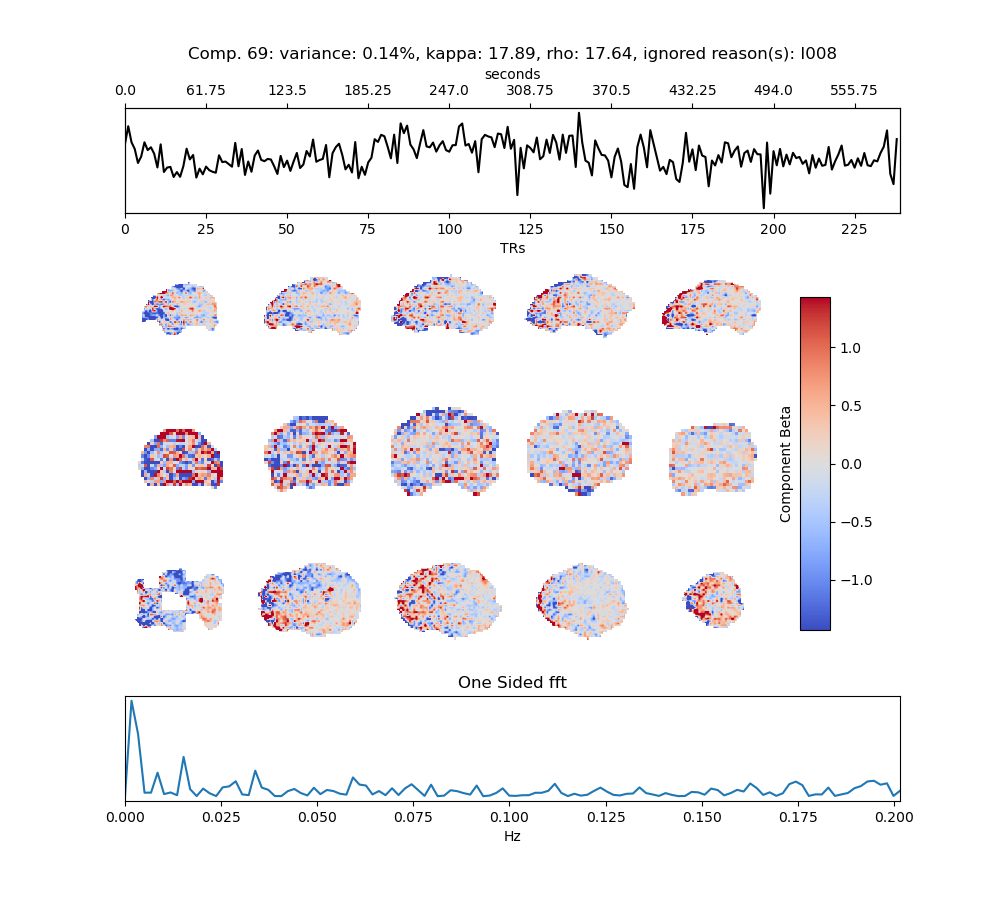 Comp. 69: variance: 0.14%, kappa: 17.89, rho: 17.64, ignored reason(s): I008
seconds
0.0 61.75 123.5 185.25 247.0 308.75 370.5 432.25 494.0 555.75
0 25 50 75 100 125 150 175 200 225
TRs
1.0
0.5
0.0
−0.5
−1.0
Component Beta
One Sided fft
0.000 0.025 0.050 0.075 0.100 0.125 0.150 0.175 0.200
Hz